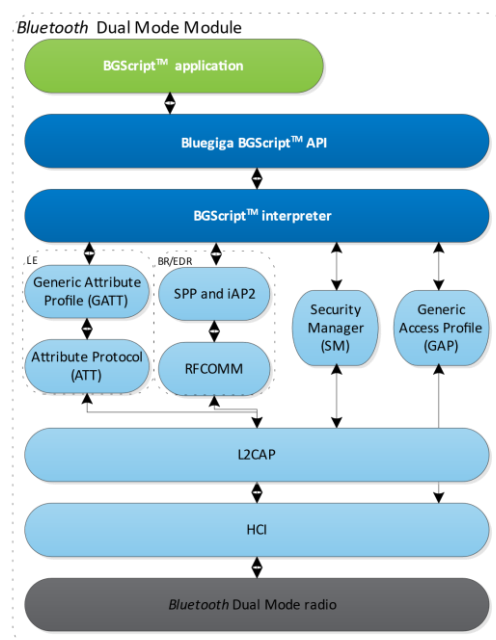 Bluetooth Dual Mode Module
BGScript™ application
Bluegiga BGScript™ API
BGScript™ interpreter
LE
Generic Attribute
Profile (GATT)
Attribute Protocol
(ATT)
BR/EDR
SPP and iAP2
RFCOMM
Security
Manager
(SM)
Generic
Access Profile
(GAP)
L2CAP
HCI
Bluetooth Dual Mode radio